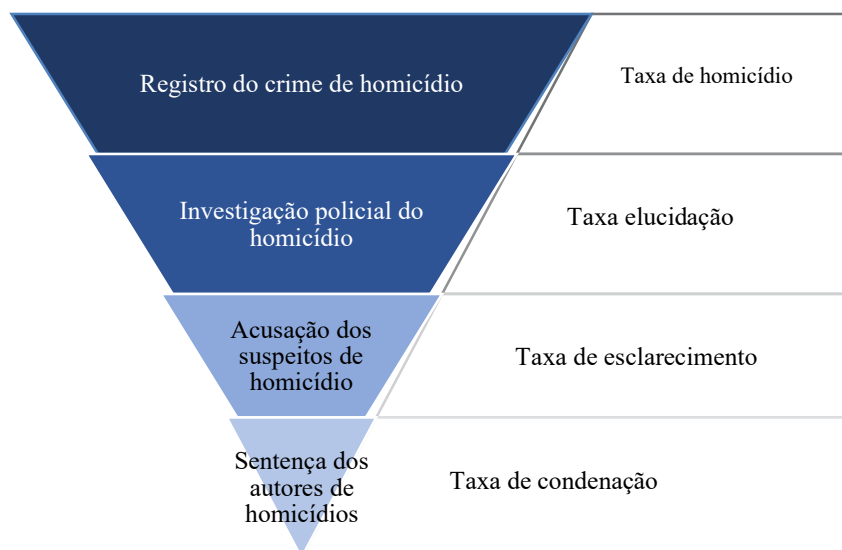 Registro do crime de homicídio
Taxa de homicídio
Investigação policial do
homicídio
Taxa elucidação
Acusação dos
suspeitos de
homicídio
Taxa de esclarecimento
Sentença dos
autores de
homicídios
Taxa de condenação